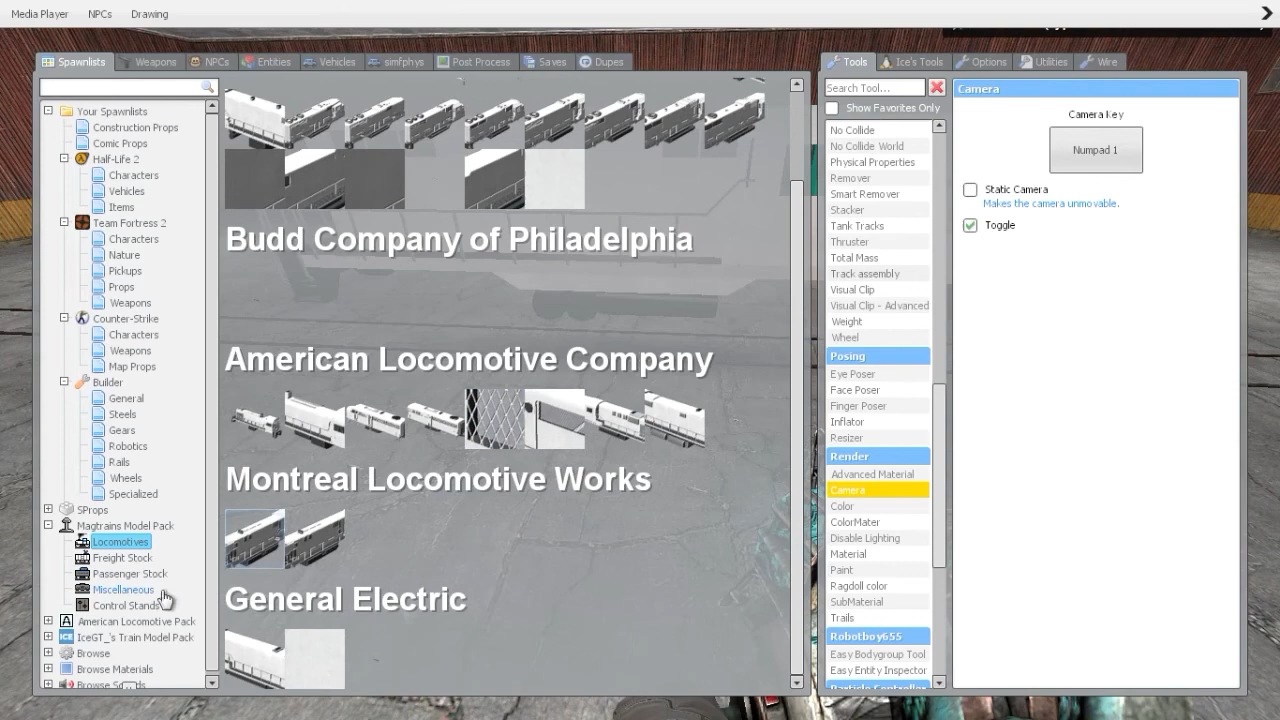 Media Player NPCs Drawing
Spawnlists Weapons NPCs Entities Vehicles simfphys Post Process Saves Dupes
Your Spawnlists
Construction Props
Comic Props
Half-Life 2
Characters
Vehicles
Items
Team Fortress 2
Characters
Nature
Pickups
Props
Weapons
Counter-Strike
Characters
Weapons
Map Props
Builder
General
Steels
Gears
Robotics
Rails
Wheels
Specialized
SProps
Magtrains Model Pack
Locomotives
Freight Stock
Passenger Stock
Miscellaneous
Control Stands
American Locomotive Pack
IceGT_'s Train Model Pack
Browse
Browse Materials
Browse Sounds
Budd Company of Philadelphia
American Locomotive Company
Montreal Locomotive Works
General Electric
Tools Ice's Tools Options Utilities Wire
Search Tool...
Show Favorites Only
No Collide
No Collide World
Physical Properties
Remover
Smart Remover
Stacker
Tank Tracks
Thruster
Total Mass
Track assembly
Visual Clip
Visual Clip - Advanced
Weight
Wheel
Posing
Eye Poser
Face Poser
Finger Poser
Inflator
Resizer
Render
Advanced Material
Camera
Color
ColorMater
Disable Lighting
Material
Paint
Ragdoll color
SubMaterial
Trails
Robotboy655
Easy Bodygroup Tool
Easy Entity Inspector
Particle Controller
Camera
Camera Key
Numpad 1
Static Camera
Makes the camera unmovable.
Toggle